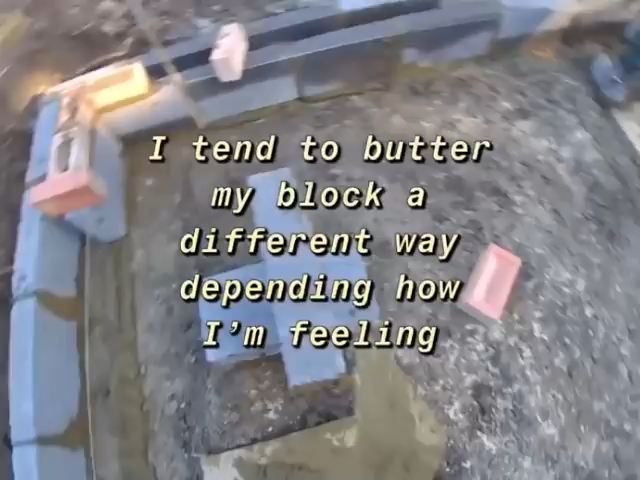 I tend to butter
my block a
different way
depending how
I'm feeling